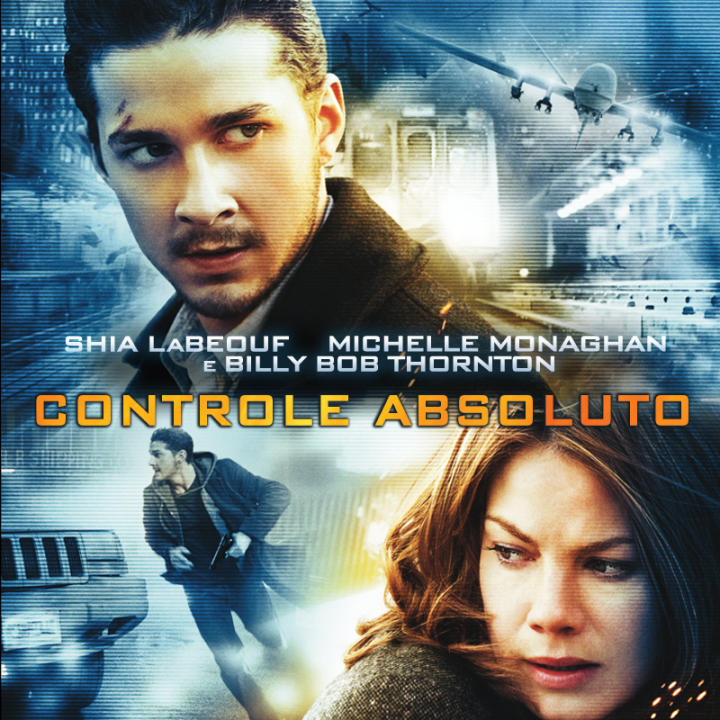 SHIA LABEOUF MICHELLE MONAGHAN
E BILLY BOB THORNTON
CONTROLE ABSOLUTO